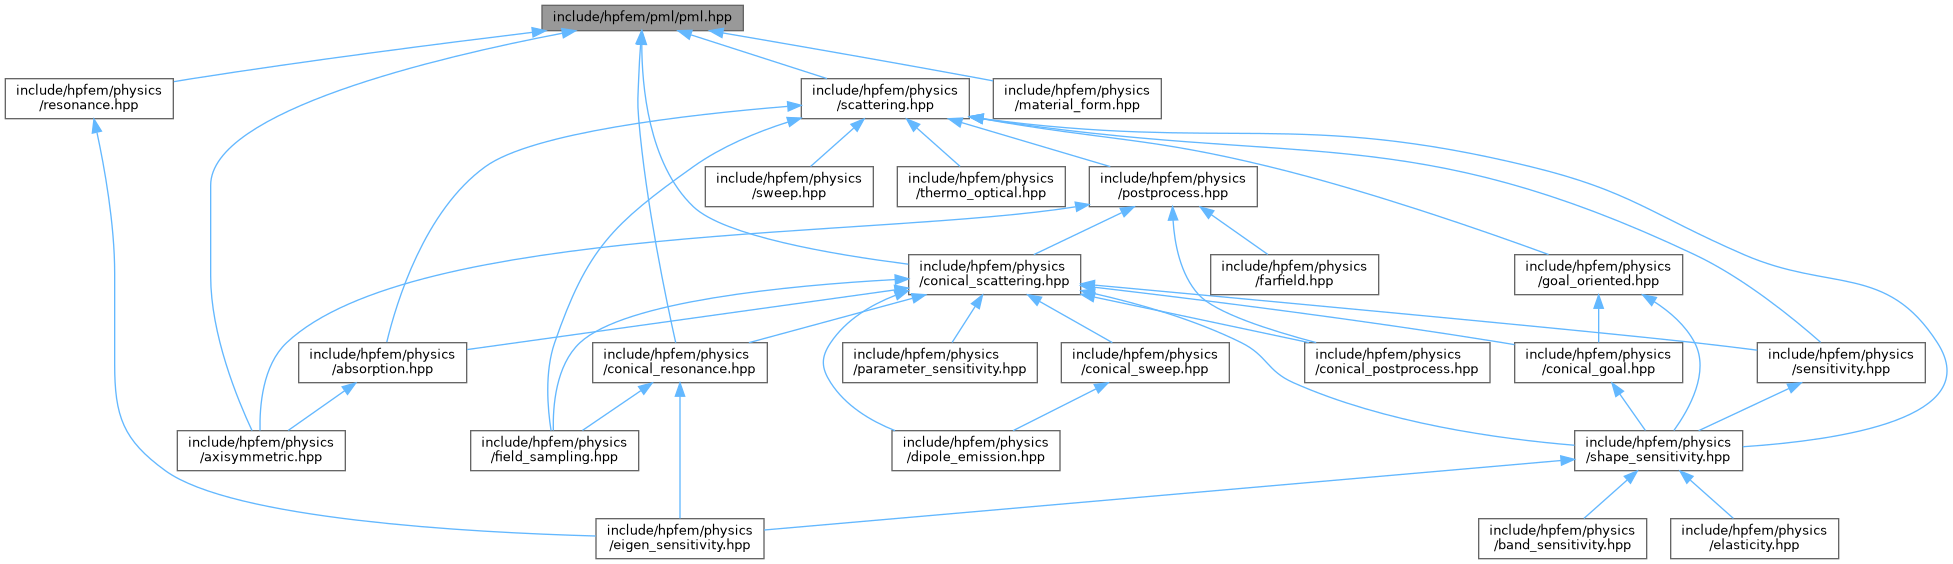 include/hpfem/pml/pml.hpp
include/hpfem/physics
/resonance.hpp
include/hpfem/physics
/scattering.hpp
include/hpfem/physics
/material_form.hpp
include/hpfem/physics
/sweep.hpp
include/hpfem/physics
/thermo_optical.hpp
include/hpfem/physics
/postprocess.hpp
include/hpfem/physics
/conical_scattering.hpp
include/hpfem/physics
/farfield.hpp
include/hpfem/physics
/goal_oriented.hpp
include/hpfem/physics
/absorption.hpp
include/hpfem/physics
/conical_resonance.hpp
include/hpfem/physics
/parameter_sensitivity.hpp
include/hpfem/physics
/conical_sweep.hpp
include/hpfem/physics
/conical_postprocess.hpp
include/hpfem/physics
/conical_goal.hpp
include/hpfem/physics
/sensitivity.hpp
include/hpfem/physics
/axisymmetric.hpp
include/hpfem/physics
/field_sampling.hpp
include/hpfem/physics
/dipole_emission.hpp
include/hpfem/physics
/shape_sensitivity.hpp
include/hpfem/physics
/eigen_sensitivity.hpp
include/hpfem/physics
/band_sensitivity.hpp
include/hpfem/physics
/elasticity.hpp